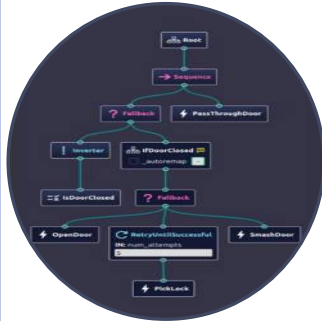 Root
Sequence
? Fallback
PassThroughDoor
! Inverter
IfDoorClosed
_autoremap
IsDoorClosed
? Fallback
OpenDoor
RetryUntilSuccessful
IN: num_attempts
5
SmashDoor
PickLock